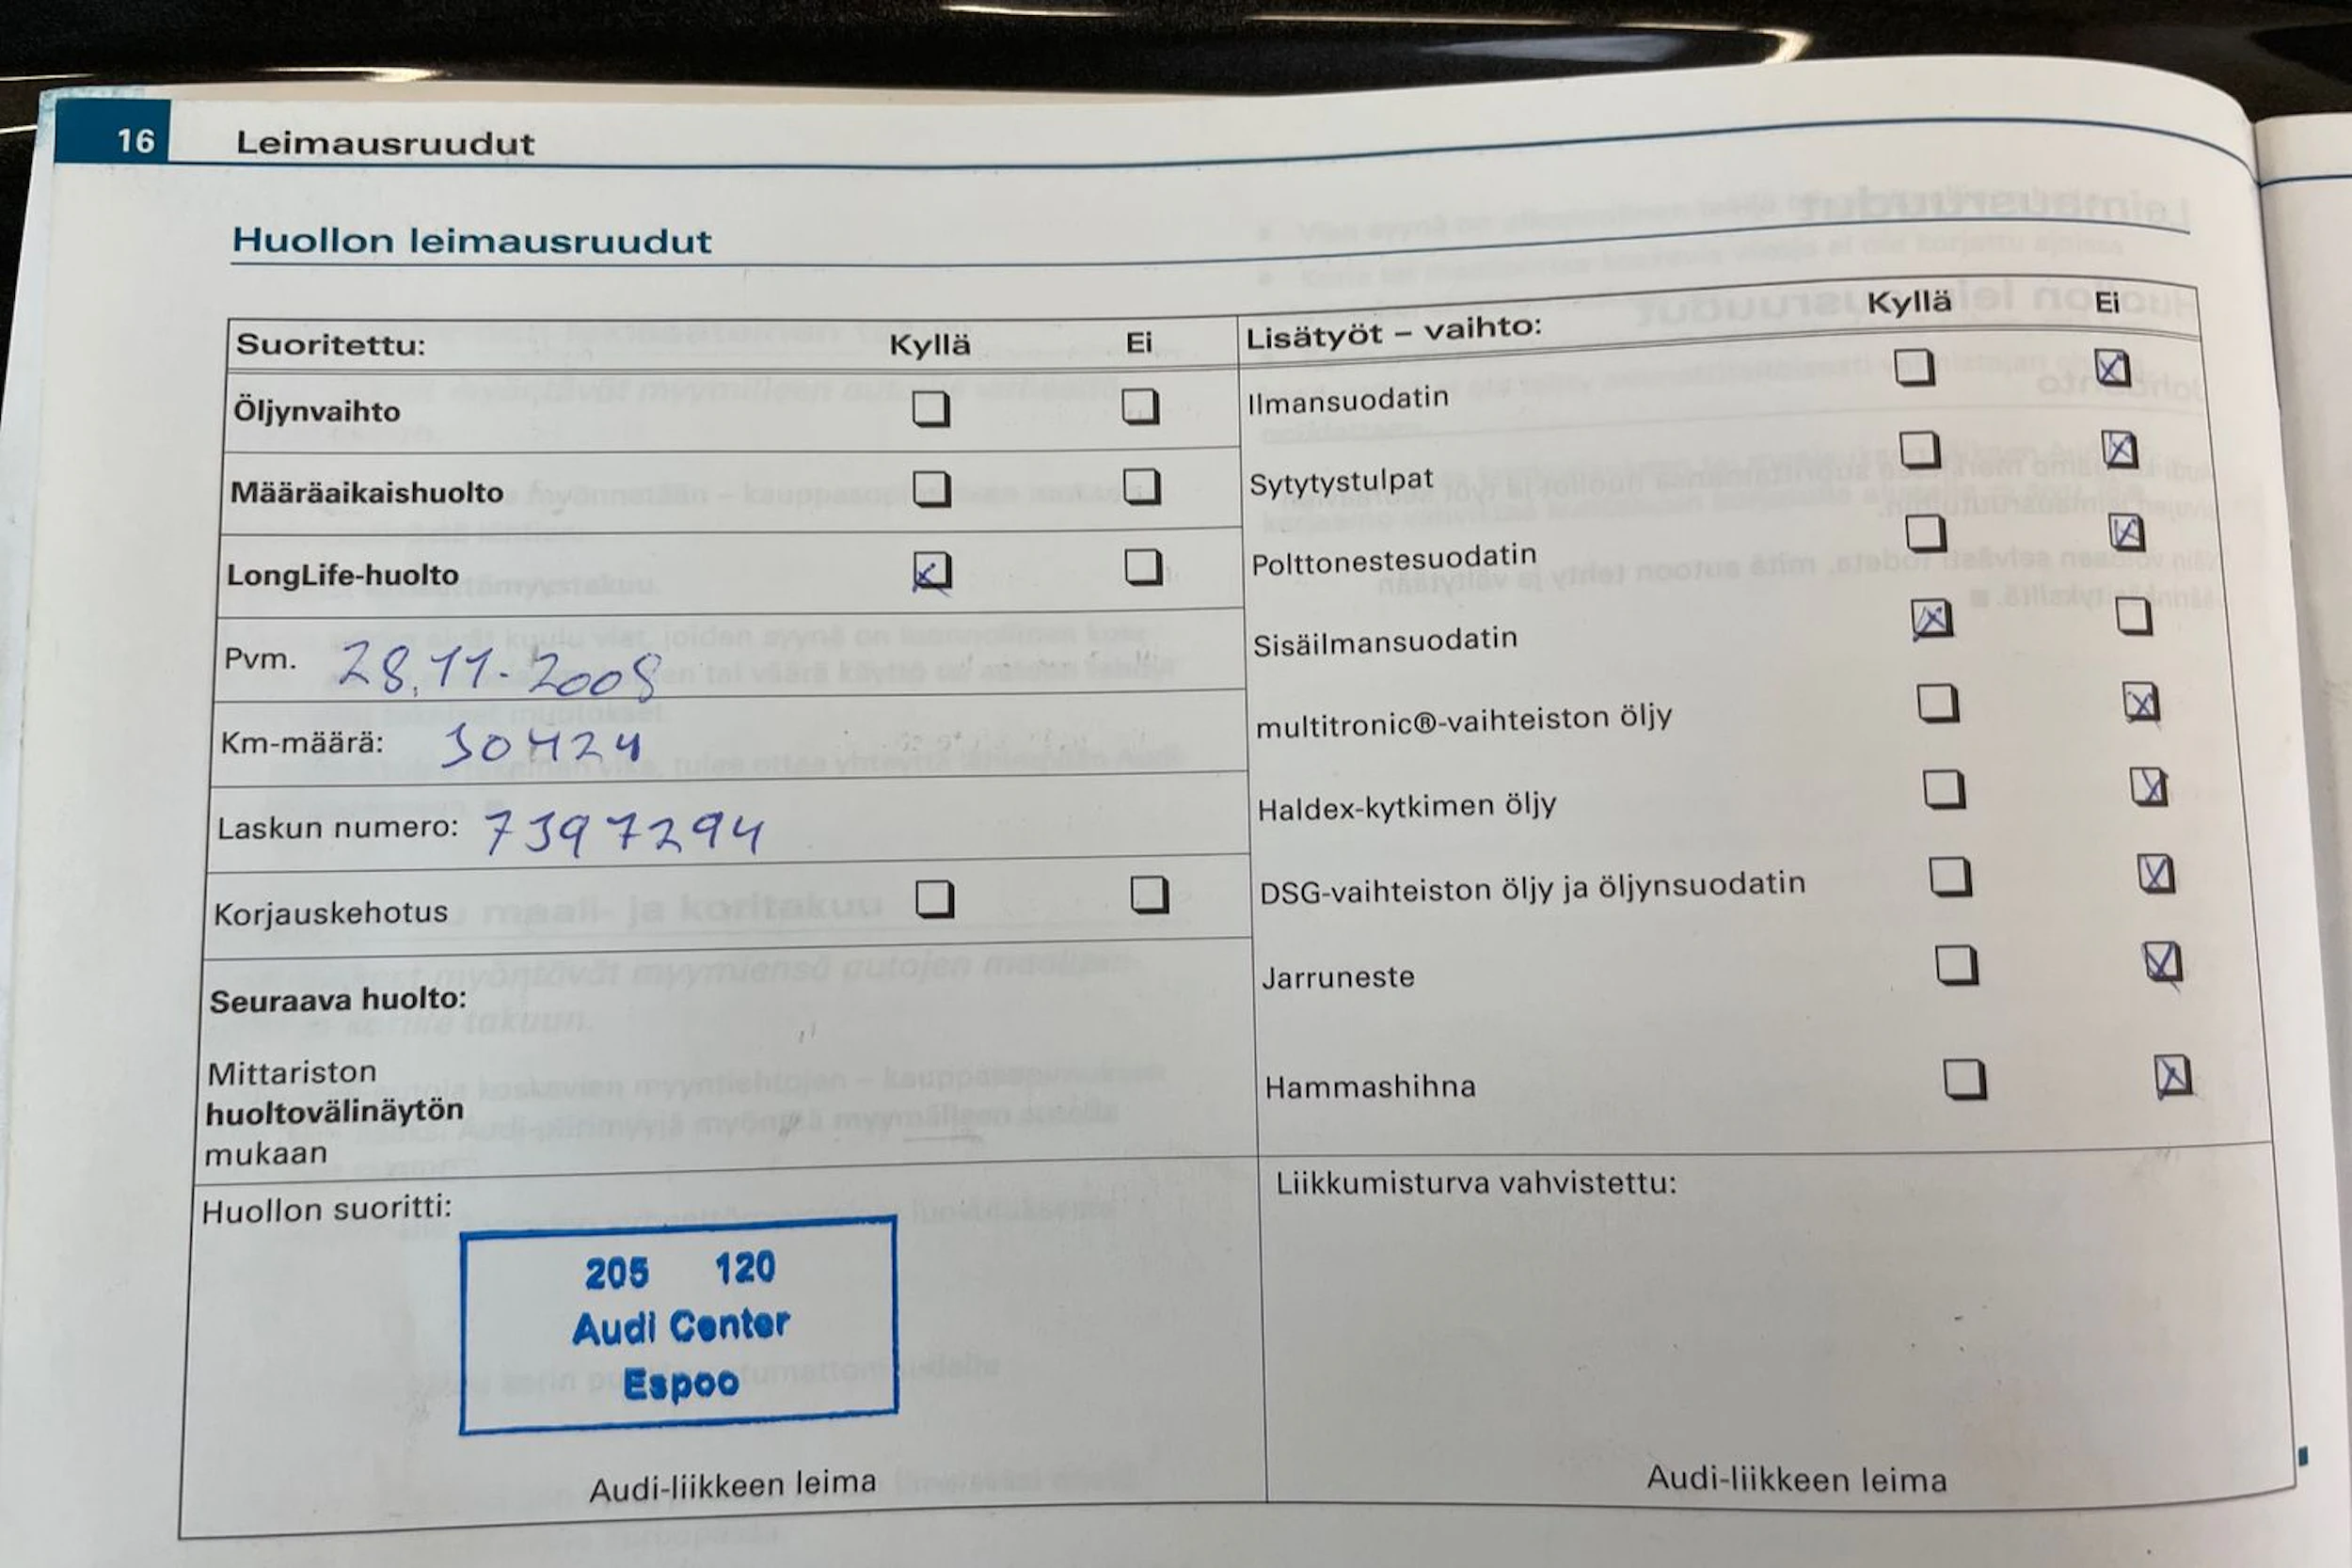 16 Leimausruudut
Huollon leimausruudut
Suoritettu: Kyllä Ei
Öljynvaihto
Määräaikaishuolto
LongLife-huolto
Pvm. 28.11.2008
Km-määrä: 30424
Laskun numero: 7397294
Korjauskehotus
Seuraava huolto:
Mittariston
huoltovälinäytön
mukaan
Huollon suoritti:
205 120
Audi Center
Espoo
Audi-liikkeen leima
Lisätyöt – vaihto: Kyllä Ei
Ilmansuodatin
Sytytystulpat
Polttonestesuodatin
Sisäilmansuodatin
multitronic®-vaihteiston öljy
Haldex-kytkimen öljy
DSG-vaihteiston öljy ja öljynsuodatin
Jarruneste
Hammashihna
Liikkumisturva vahvistettu:
Audi-liikkeen leima